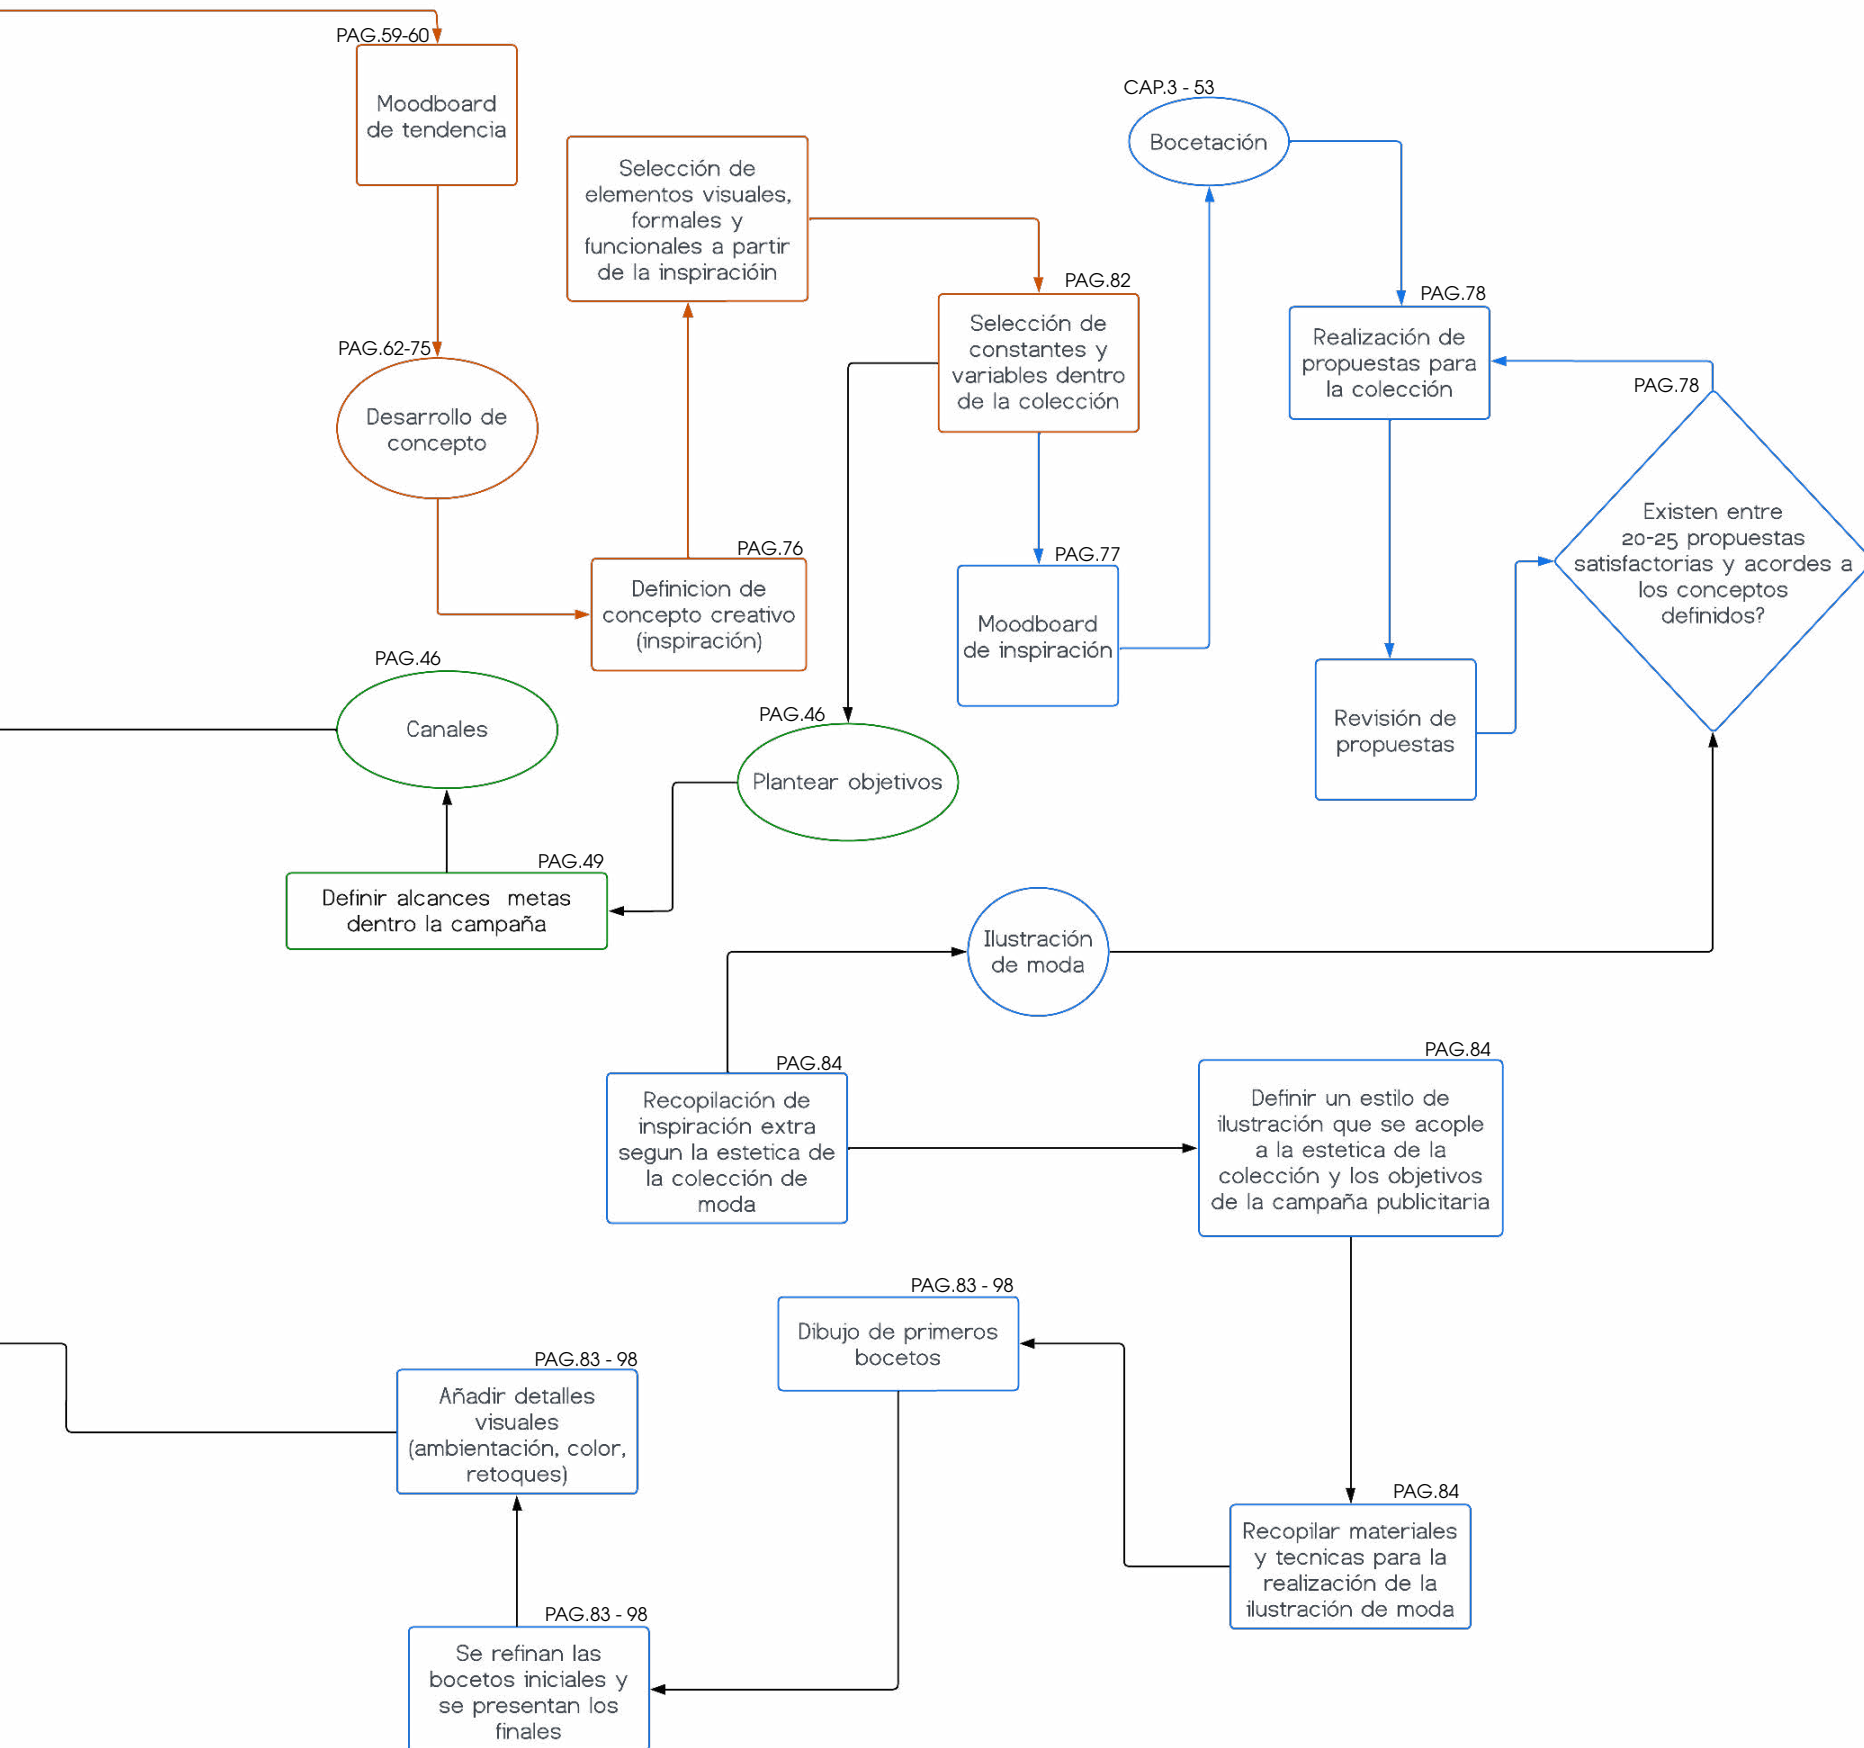 PAG.59-60
Moodboard
de tendencia
PAG.62-75
Desarrollo de
concepto
PAG.76
Definicion de
concepto creativo
(inspiración)
Selección de
elementos visuales,
formales y
funcionales a partir
de la inspiracióin
PAG.82
Selección de
constantes y
variables dentro
de la colección
PAG.77
Moodboard
de inspiración
CAP.3 - 53
Bocetación
PAG.78
Realización de
propuestas para
la colección
Revisión de
propuestas
PAG.78
Existen entre
20-25 propuestas
satisfactorias y acordes a
los conceptos
definidos?
PAG.46
Plantear objetivos
PAG.49
Definir alcances  metas
dentro la campaña
PAG.46
Canales
Ilustración
de moda
PAG.84
Recopilación de
inspiración extra
segun la estetica de
la colección de
moda
PAG.84
Definir un estilo de
ilustración que se acople
a la estetica de la
colección y los objetivos
de la campaña publicitaria
PAG.84
Recopilar materiales
y tecnicas para la
realización de la
ilustración de moda
PAG.83 - 98
Dibujo de primeros
bocetos
PAG.83 - 98
Se refinan las
bocetos iniciales y
se presentan los
finales
PAG.83 - 98
Añadir detalles
visuales
(ambientación, color,
retoques)